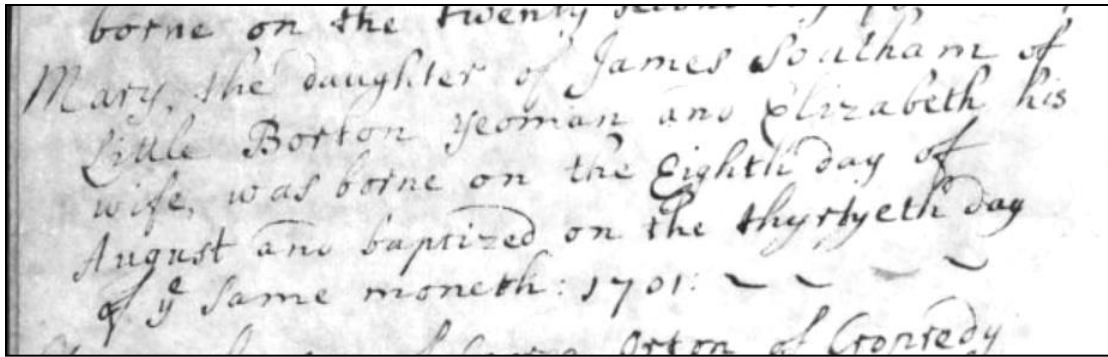 borne on the twenty second day
Mary, the daughter of James Southam of
Little Borton yeoman and Elizabeth his
wife, was borne on the Eighth day of
August and baptized on the thyrtyeth day
of yᵉ same moneth: 1701: ~ ~ ~ ~
Orton of Cropredy